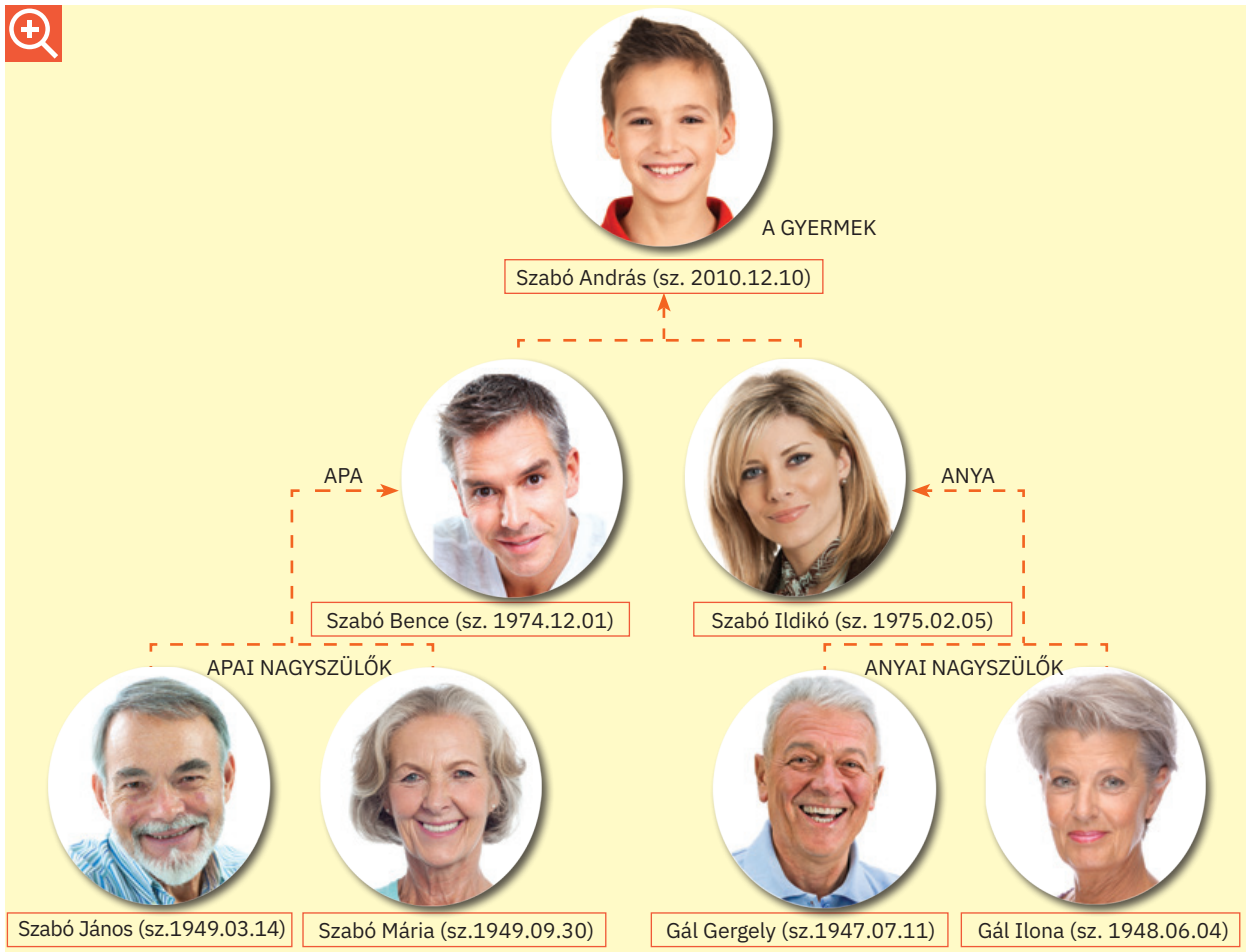 A GYERMEK
Szabó András (sz. 2010.12.10)
APA
ANYA
Szabó Bence (sz. 1974.12.01)
Szabó Ildikó (sz. 1975.02.05)
APAI NAGYSZÜLŐK
ANYAI NAGYSZÜLŐK
Szabó János (sz.1949.03.14)
Szabó Mária (sz.1949.09.30)
Gál Gergely (sz.1947.07.11)
Gál Ilona (sz. 1948.06.04)